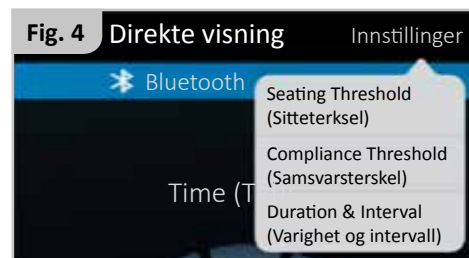 Fig. 4
Direkte visning
Innstillinger
Bluetooth
Seating Threshold
(Sitteterksel)
Compliance Threshold
(Samsvarsterskel)
Duration & Interval
(Varighet og intervall)
Time (T